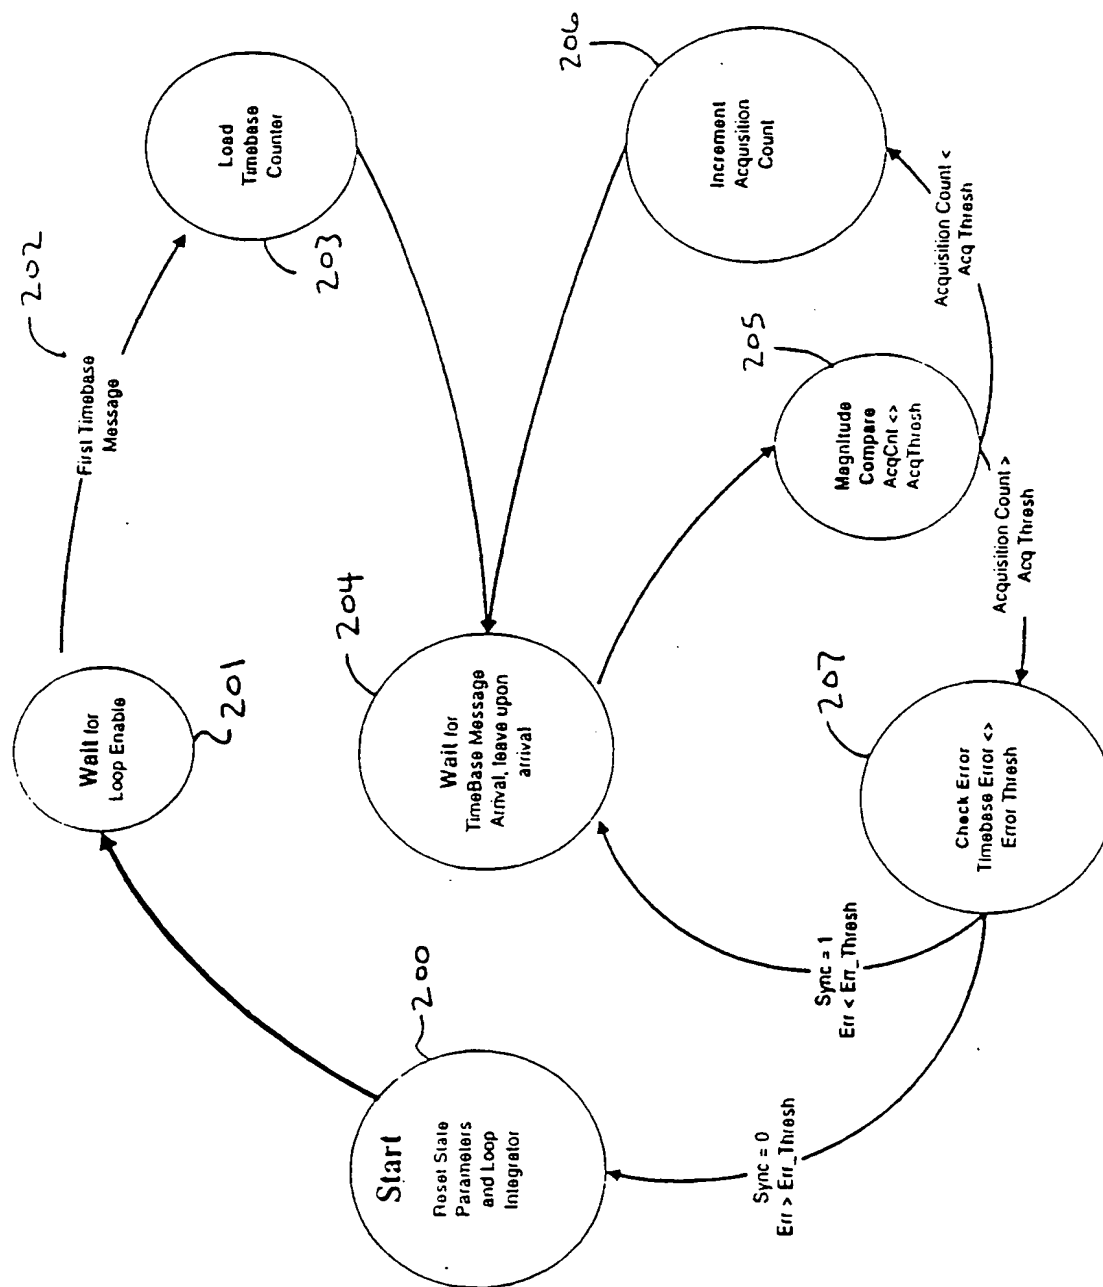 Start
Reset State
Parameters
and Loop
Integrator
200
Wait for
Loop Enable
201
First Timebase
Message
202
Load
Timebase
Counter
203
Wait for
TimeBase Message
Arrival, leave upon
arrival
204
Magnitude
Compare
AcqCnt <>
AcqThresh
205
Acquisition Count <
Acq Thresh
Increment
Acquisition
Count
206
Acquisition Count >
Acq Thresh
Check Error
Timebase Error <>
Error Thresh
207
Sync = 1
Err < Err_Thresh
Sync = 0
Err > Err_Thresh